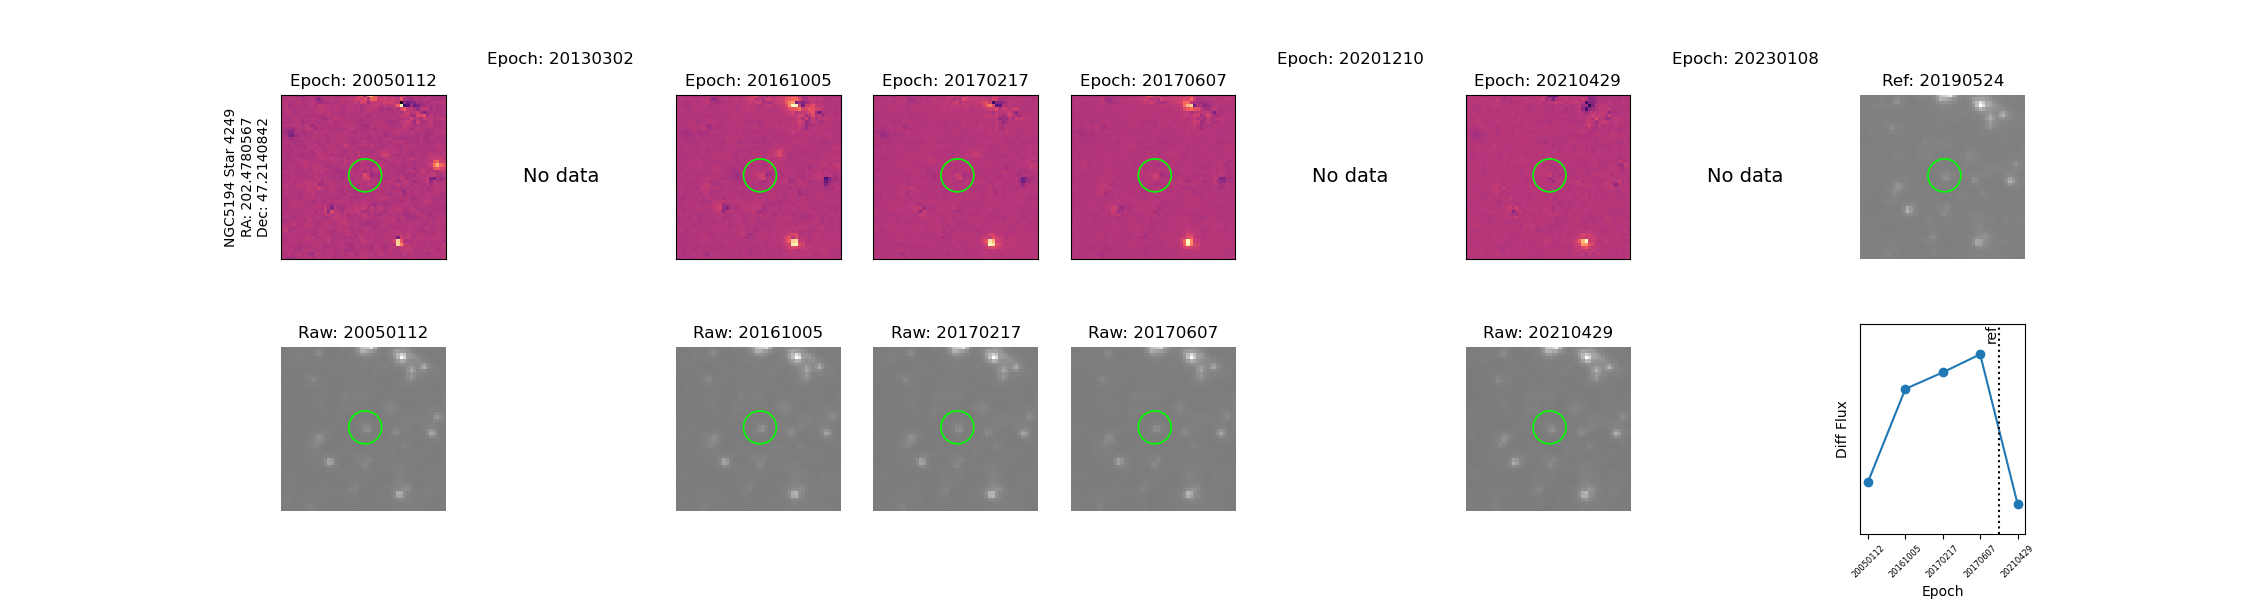 Epoch: 20050112
Epoch: 20130302
Epoch: 20161005
Epoch: 20170217
Epoch: 20170607
Epoch: 20201210
Epoch: 20210429
Epoch: 20230108
Ref: 20190524
NGC5194 Star 4249
RA: 202.4780567
Dec: 47.2140842
No data
No data
No data
Raw: 20050112
Raw: 20161005
Raw: 20170217
Raw: 20170607
Raw: 20210429
ref
Diff Flux
20050112
20161005
20170217
20170607
20210429
Epoch